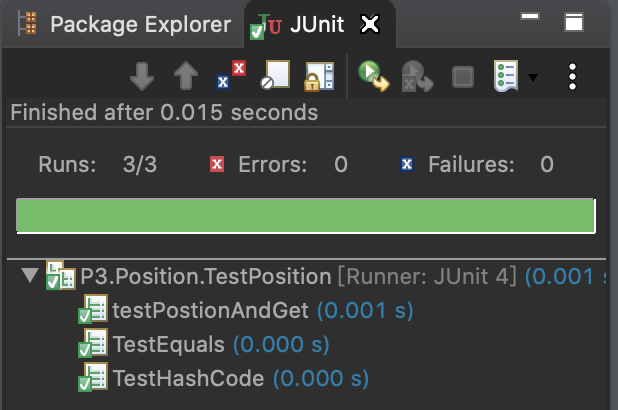 Package Explorer JUnit
Finished after 0.015 seconds
Runs: 3/3 Errors: 0 Failures: 0
P3.Position.TestPosition [Runner: JUnit 4] (0.001 s
testPostionAndGet (0.001 s)
TestEquals (0.000 s)
TestHashCode (0.000 s)